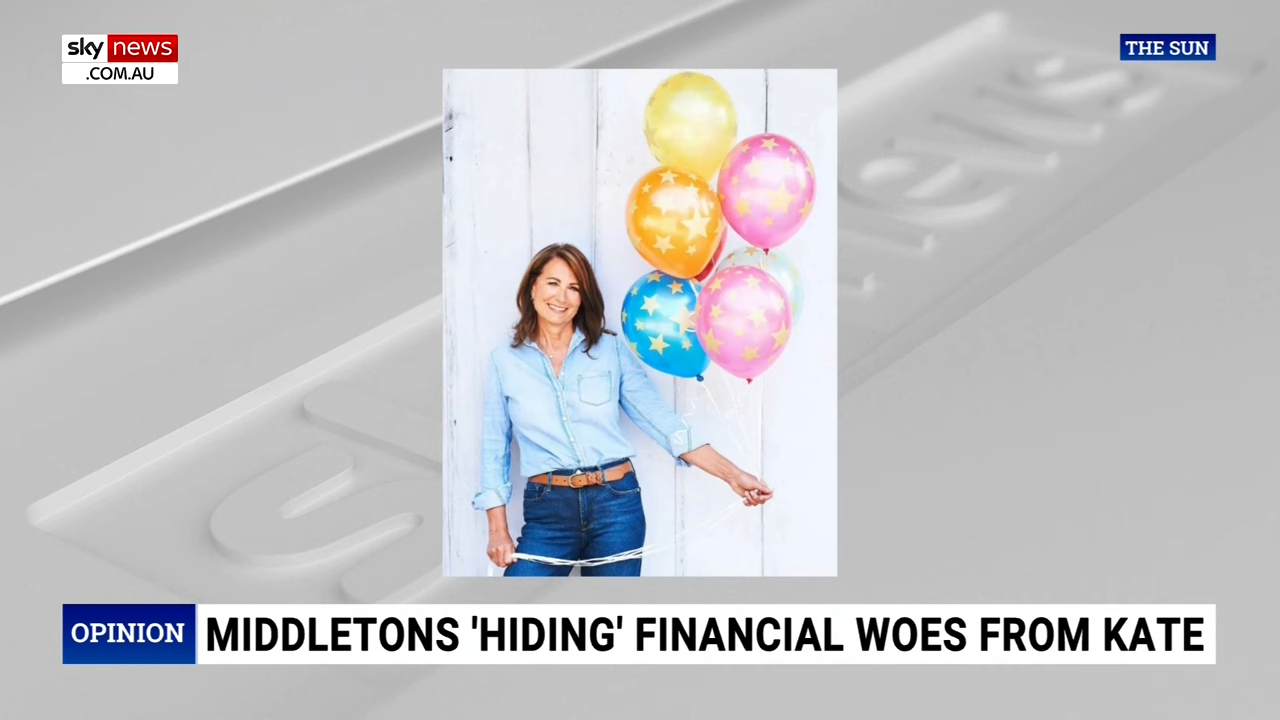 sky news
.COM.AU
THE SUN
OPINION
MIDDLETONS 'HIDING' FINANCIAL WOES FROM KATE